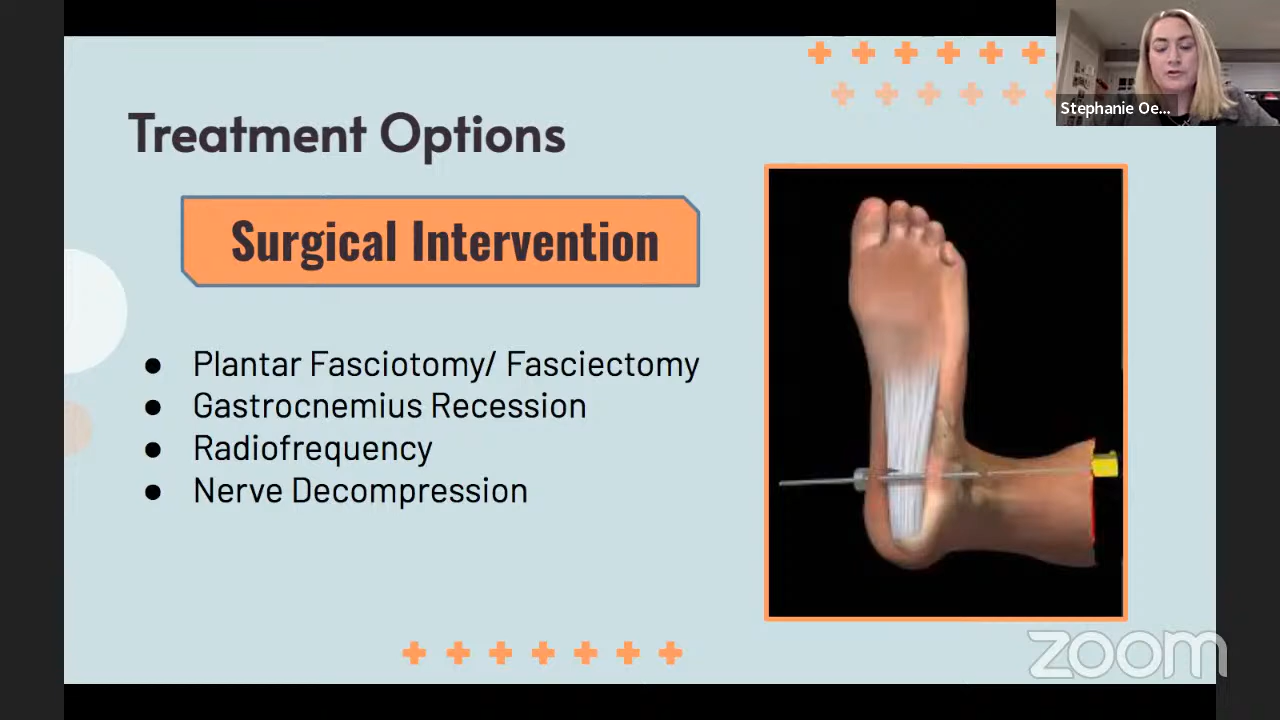 Stephanie Oe...
Treatment Options
Surgical Intervention
● Plantar Fasciotomy/ Fasciectomy
● Gastrocnemius Recession
● Radiofrequency
● Nerve Decompression
zoom